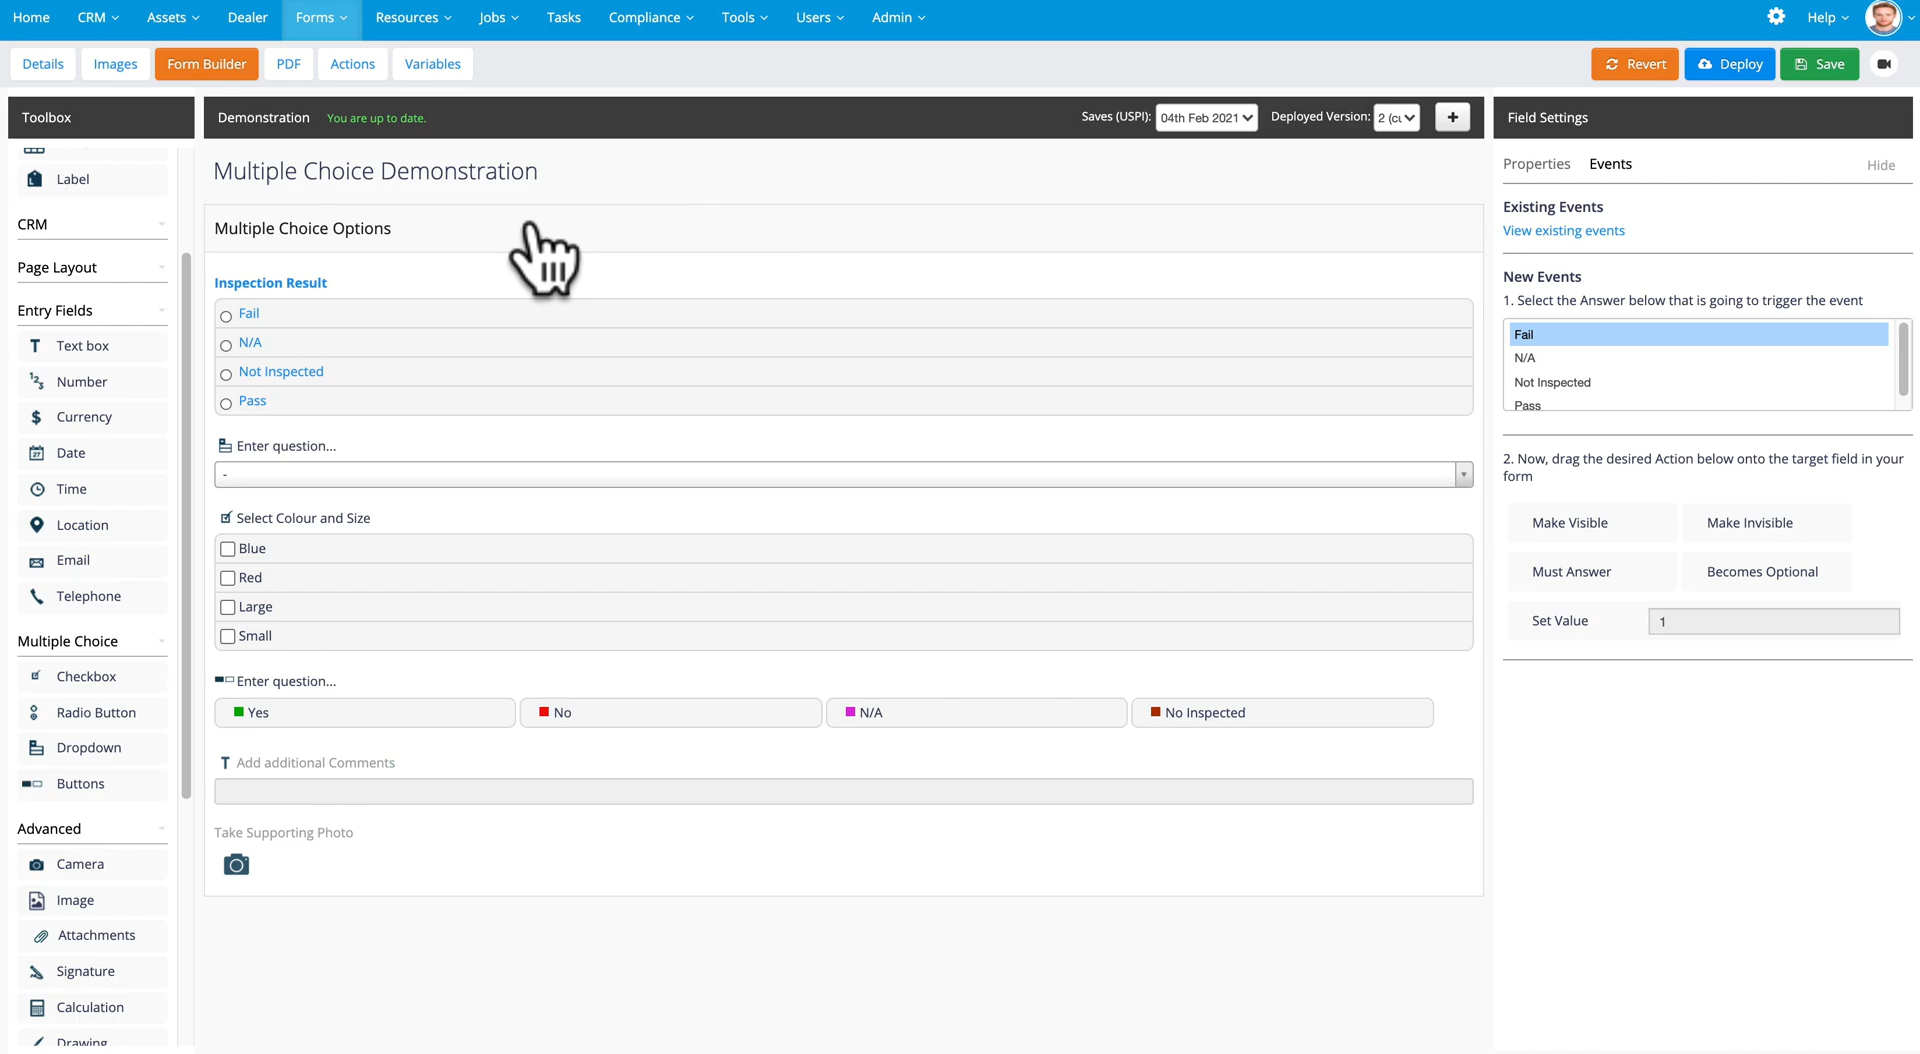 Home CRM Assets Dealer Forms Resources Jobs Tasks Compliance Tools Users Admin Help
Details Images Form Builder PDF Actions Variables Revert Deploy Save
Toolbox
Label
CRM
Page Layout
Entry Fields
Text box
Number
Currency
Date
Time
Location
Email
Telephone
Multiple Choice
Checkbox
Radio Button
Dropdown
Buttons
Advanced
Camera
Image
Attachments
Signature
Calculation
Drawing
Demonstration You are up to date. Saves (USPI): 04th Feb 2021 Deployed Version: 2 (cu +
Multiple Choice Demonstration
Multiple Choice Options
Inspection Result
Fail
N/A
Not Inspected
Pass
Enter question...
-
Select Colour and Size
Blue
Red
Large
Small
Enter question...
Yes No N/A No Inspected
T Add additional Comments
Take Supporting Photo
Field Settings
Properties Events Hide
Existing Events
View existing events
New Events
1. Select the Answer below that is going to trigger the event
Fail
N/A
Not Inspected
Pass
2. Now, drag the desired Action below onto the target field in your
form
Make Visible Make Invisible
Must Answer Becomes Optional
Set Value 1